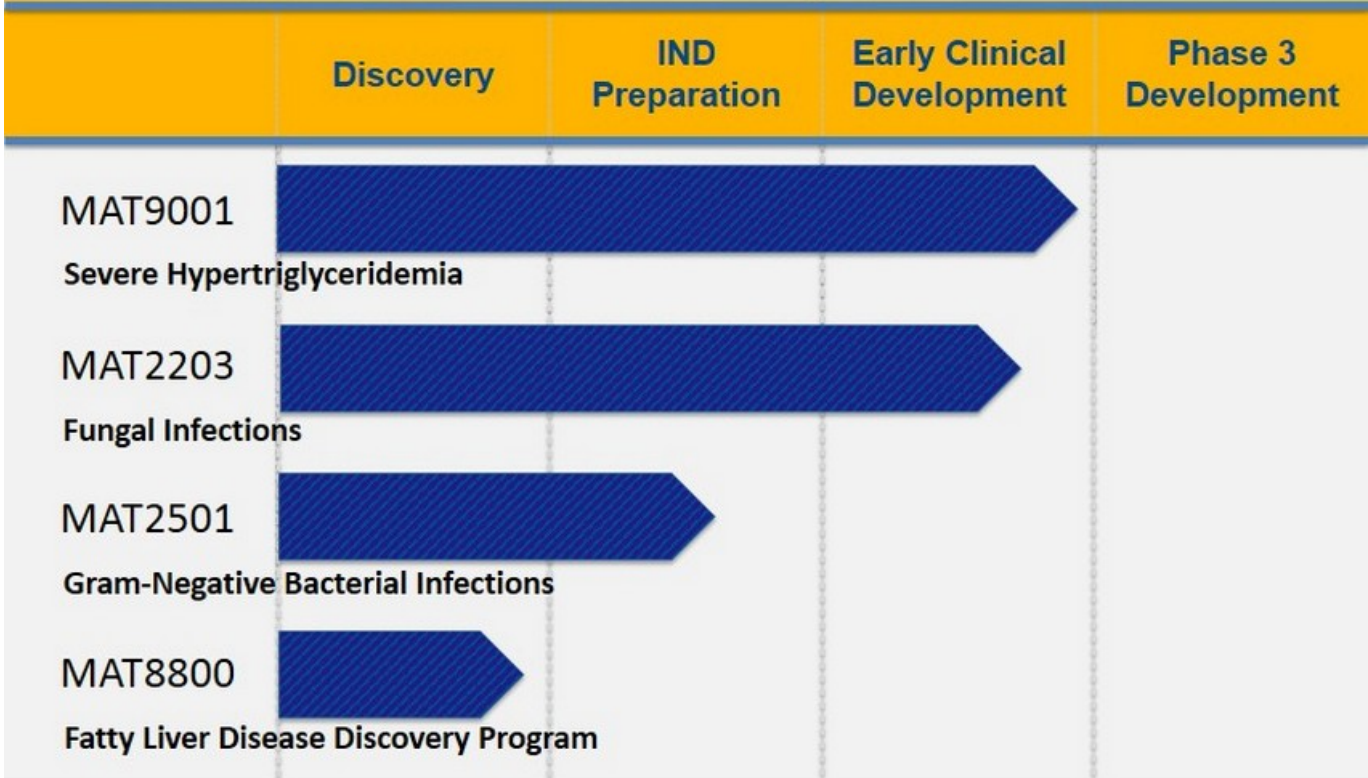 Discovery
IND
Preparation
Early Clinical
Development
Phase 3
Development
MAT9001
Severe Hypertriglyceridemia
MAT2203
Fungal Infections
MAT2501
Gram-Negative Bacterial Infections
MAT8800
Fatty Liver Disease Discovery Program